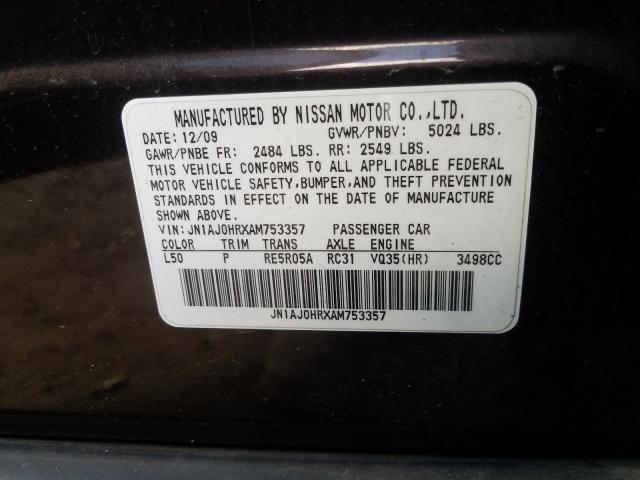 MANUFACTURED BY NISSAN MOTOR CO.,LTD.
DATE: 12/09 GVWR/PNBV: 5024 LBS.
GAWR/PNBE FR: 2484 LBS. RR: 2549 LBS.
THIS VEHICLE CONFORMS TO ALL APPLICABLE FEDERAL
MOTOR VEHICLE SAFETY,BUMPER,AND THEFT PREVENTION
STANDARDS IN EFFECT ON THE DATE OF MANUFACTURE
SHOWN ABOVE.
VIN: JN1AJ0HRXAM753357 PASSENGER CAR
COLOR TRIM TRANS AXLE ENGINE
L50 P RE5R05A RC31 VQ35(HR) 3498CC
JN1AJ0HRXAM753357